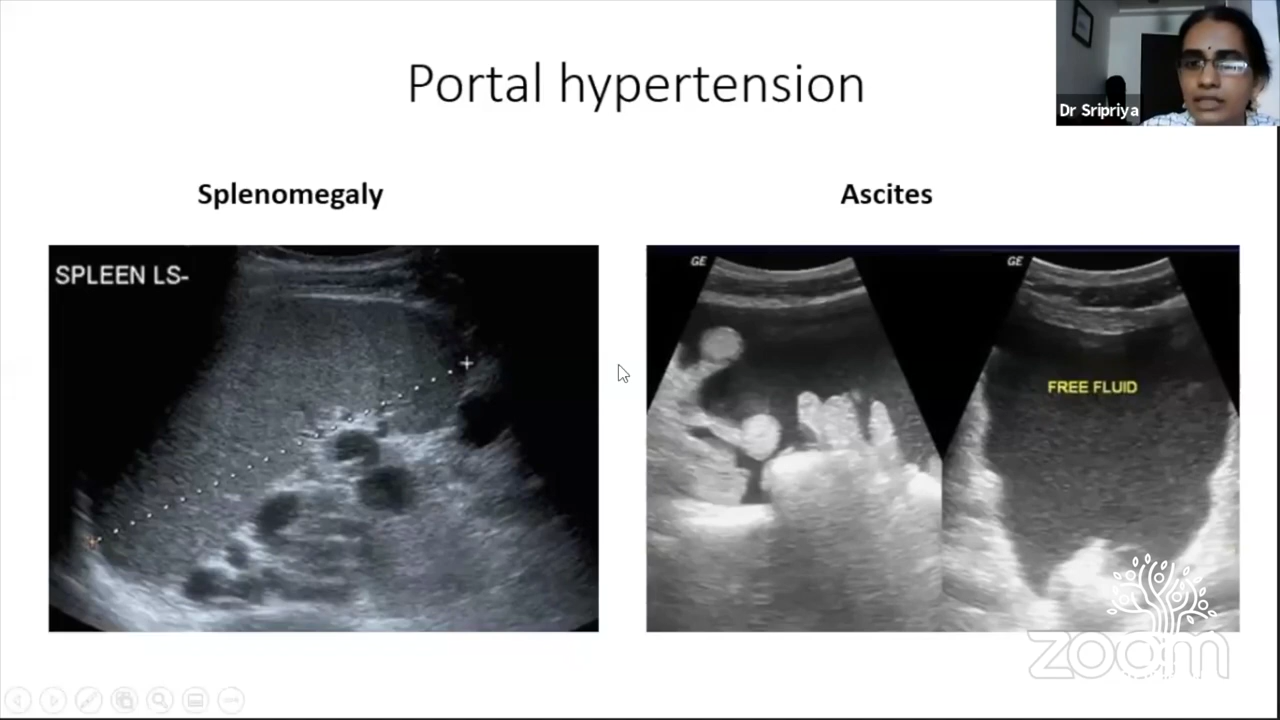 Portal hypertension
Dr Sripriya
Splenomegaly
Ascites
SPLEEN LS-
GE
GE
FREE FLUID
zoom